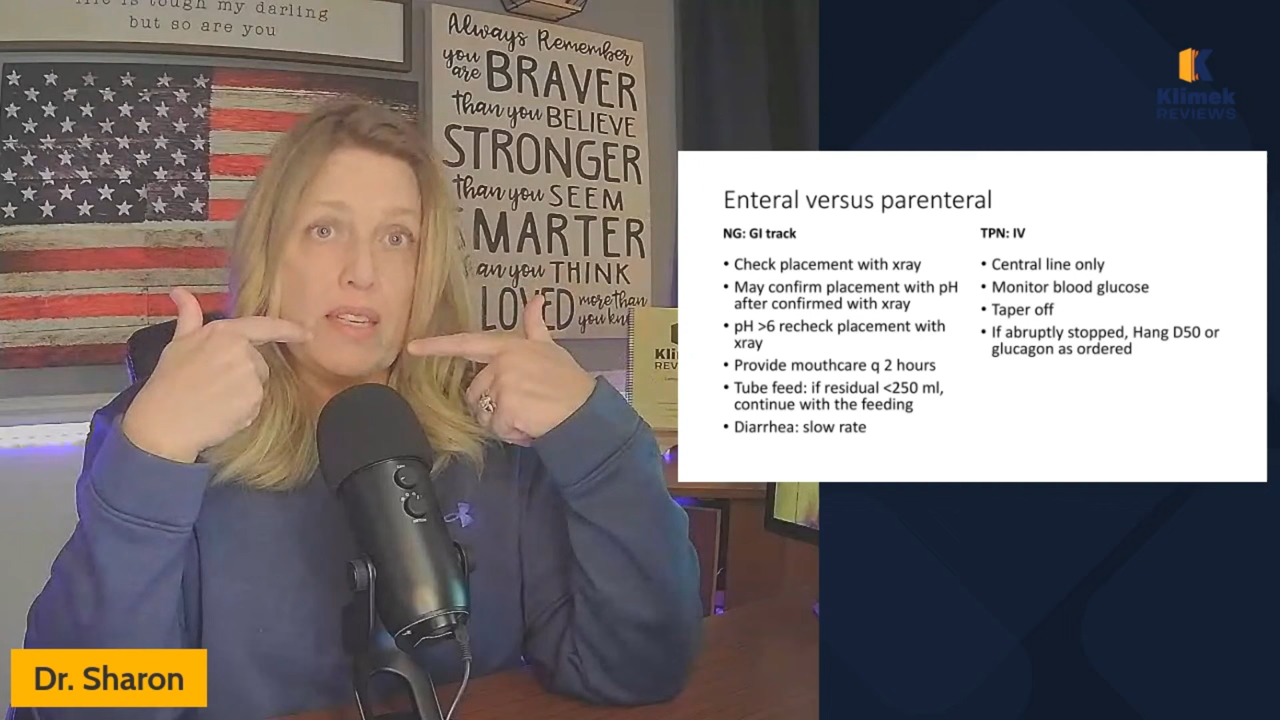 is tough my darling
but so are you
Always Remember
you are BRAVER
than you BELIEVE
STRONGER
than you SEEM
SMARTER
than you THINK
LOVED more than
you
Klimek
REVIEWS
Enteral versus parenteral
NG: GI track
• Check placement with xray
• May confirm placement with pH
after confirmed with xray
• pH >6 recheck placement with
xray
• Provide mouthcare q 2 hours
• Tube feed: if residual <250 ml,
continue with the feeding
• Diarrhea: slow rate
TPN: IV
• Central line only
• Monitor blood glucose
• Taper off
• If abruptly stopped, Hang D50 or
glucagon as ordered
Dr. Sharon